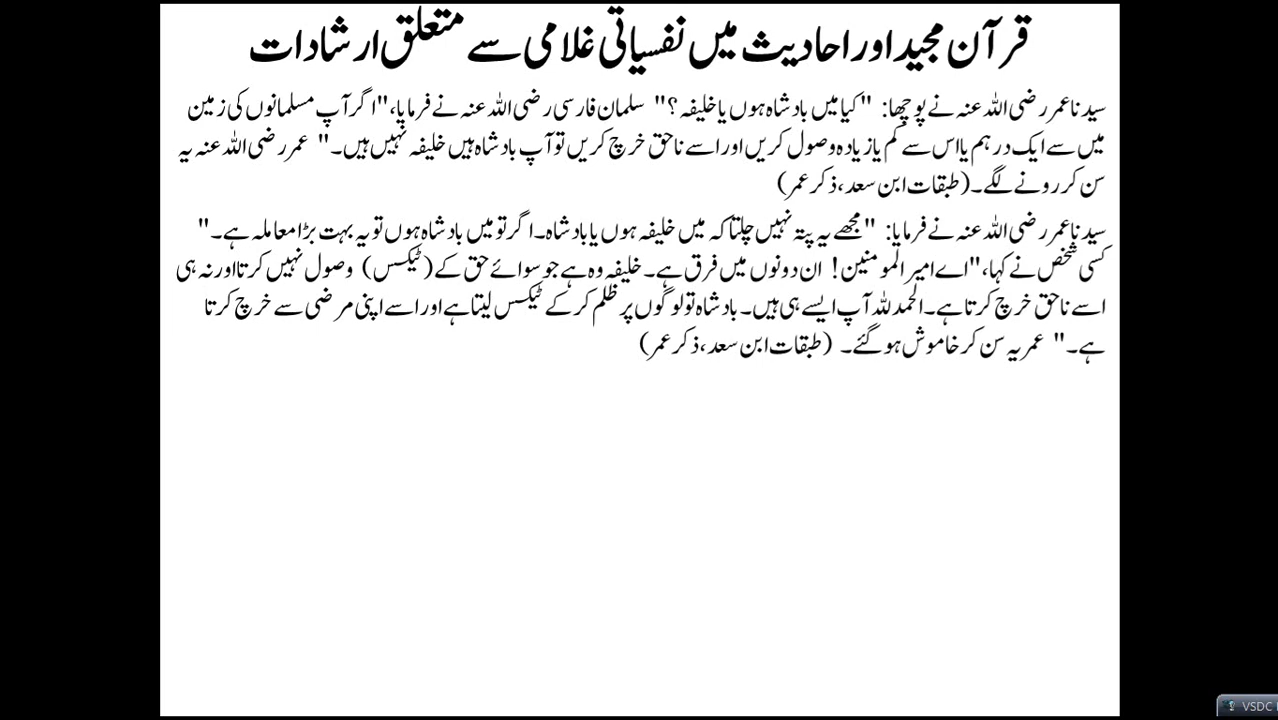 قرآن مجید اور احادیث میں نفسیاتی غلامی سے متعلق ارشادات
سیدنا عمر رضی اللہ عنہ نے پوچھا: "کیا میں بادشاہ ہوں یا خلیفہ؟" سلمان فارسی رضی اللہ عنہ نے فرمایا، "اگر آپ مسلمانوں کی زمین
میں سے ایک درہم یا اس سے کم یا زیادہ وصول کریں اور اسے ناحق خرچ کریں تو آپ بادشاہ ہیں خلیفہ نہیں ہیں۔" عمر رضی اللہ عنہ یہ
سن کر رونے لگے۔ (طبقات ابن سعد، ذکر عمر)
سیدنا عمر رضی اللہ عنہ نے فرمایا: "مجھے یہ پتہ نہیں چلتا کہ میں خلیفہ ہوں یا بادشاہ۔ اگر تو میں بادشاہ ہوں تو یہ بہت بڑا معاملہ ہے۔"
کسی شخص نے کہا، "اے امیر المومنین! ان دونوں میں فرق ہے۔ خلیفہ وہ ہے جو سوائے حق کے (ٹیکس) وصول نہیں کرتا اور نہ ہی
اسے ناحق خرچ کرتا ہے۔ الحمد للہ آپ ایسے ہی ہیں۔ بادشاہ تو لوگوں پر ظلم کر کے ٹیکس لیتا ہے اور اسے اپنی مرضی سے خرچ کرتا
ہے۔" عمر یہ سن کر خاموش ہو گئے۔ (طبقات ابن سعد، ذکر عمر)
VSDC